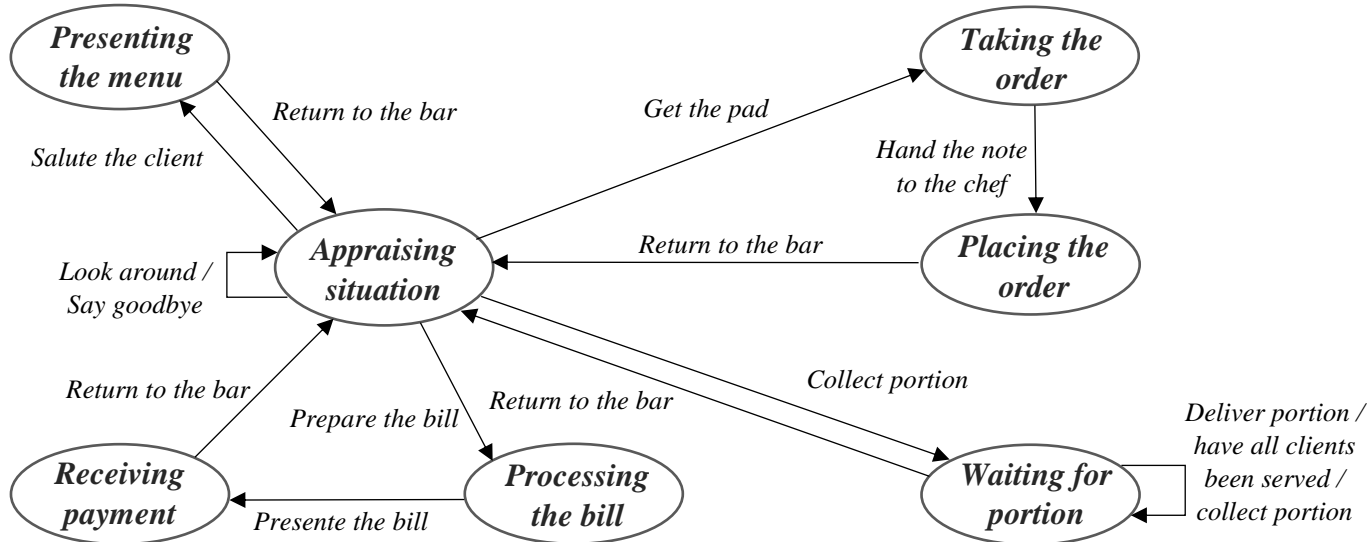 Presenting
the menu
Taking the
order
Return to the bar
Get the pad
Salute the client
Hand the note
to the chef
Appraising
situation
Return to the bar
Placing the
order
Look around /
Say goodbye
Return to the bar
Prepare the bill
Return to the bar
Collect portion
Deliver portion /
have all clients
been served /
collect portion
Receiving
payment
Presente the bill
Processing
the bill
Waiting for
portion